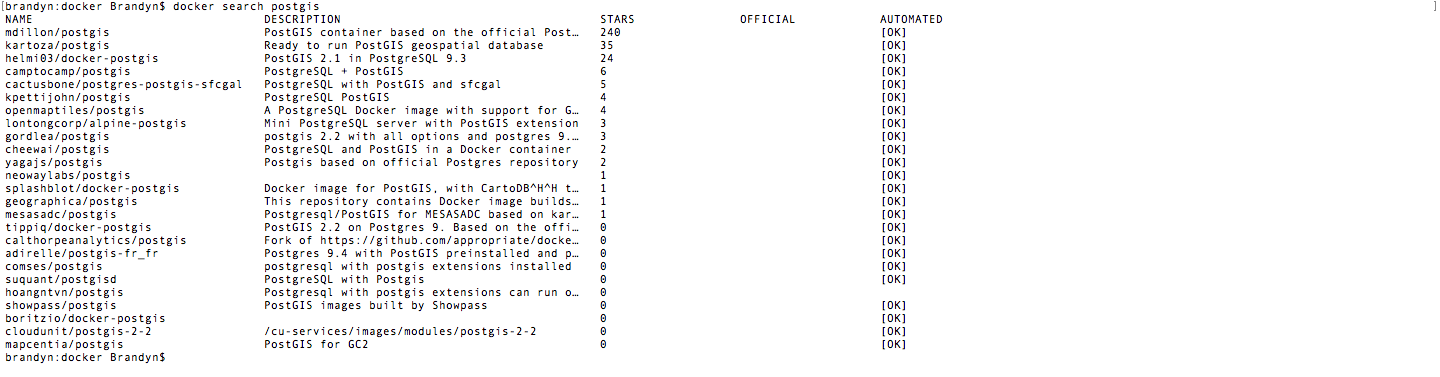 [brandyn:docker Brandyn$ docker search postgis ]
NAME DESCRIPTION STARS OFFICIAL AUTOMATED
mdillon/postgis PostGIS container based on the official Post… 240 [OK]
kartoza/postgis Ready to run PostGIS geospatial database 35 [OK]
helmi03/docker-postgis PostGIS 2.1 in PostgreSQL 9.3 24 [OK]
camptocamp/postgis PostgreSQL + PostGIS 6 [OK]
cactusbone/postgres-postgis-sfcgal PostgreSQL with PostGIS and sfcgal 5 [OK]
kpettijohn/postgis PostgreSQL PostGIS 4 [OK]
openmaptiles/postgis A PostgreSQL Docker image with support for G… 4 [OK]
lontongcorp/alpine-postgis Mini PostgreSQL server with PostGIS extension 3 [OK]
gordlea/postgis postgis 2.2 with all options and postgres 9.… 3 [OK]
cheewai/postgis PostgreSQL and PostGIS in a Docker container 2 [OK]
yagajs/postgis Postgis based on official Postgres repository 2 [OK]
neowaylabs/postgis 1 [OK]
splashblot/docker-postgis Docker image for PostGIS, with CartoDB^H^H t… 1 [OK]
geographica/postgis This repository contains Docker image builds… 1 [OK]
mesasadc/postgis Postgresql/PostGIS for MESASADC based on kar… 1 [OK]
tippiq/docker-postgis PostGIS 2.2 on Postgres 9. Based on the offi… 0 [OK]
calthorpeanalytics/postgis Fork of https://github.com/appropriate/docke… 0 [OK]
adirelle/postgis-fr_fr Postgres 9.4 with PostGIS preinstalled and p… 0 [OK]
comses/postgis postgresql with postgis extensions installed 0 [OK]
suquant/postgisd PostgreSQL with Postgis 0 [OK]
hoangntvn/postgis Postgresql with postgis extensions can run o… 0
showpass/postgis PostGIS images built by Showpass 0 [OK]
boritzio/docker-postgis 0 [OK]
cloudunit/postgis-2-2 /cu-services/images/modules/postgis-2-2 0 [OK]
mapcentia/postgis PostGIS for GC2 0 [OK]
brandyn:docker Brandyn$